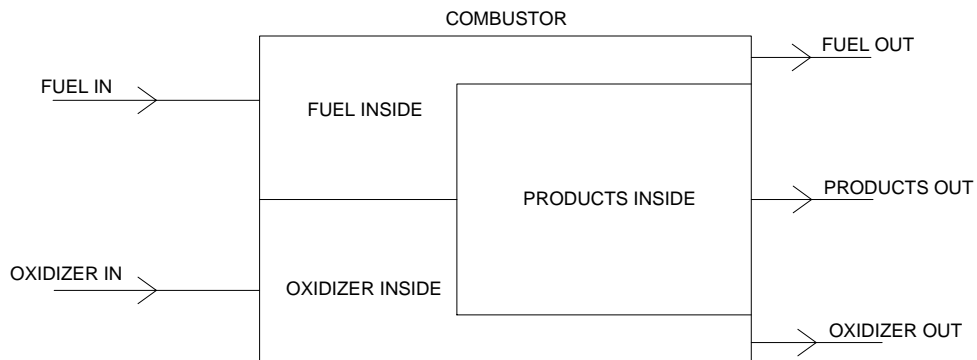 COMBUSTOR
FUEL OUT
FUEL IN
FUEL INSIDE
PRODUCTS INSIDE
PRODUCTS OUT
OXIDIZER IN
OXIDIZER INSIDE
OXIDIZER OUT